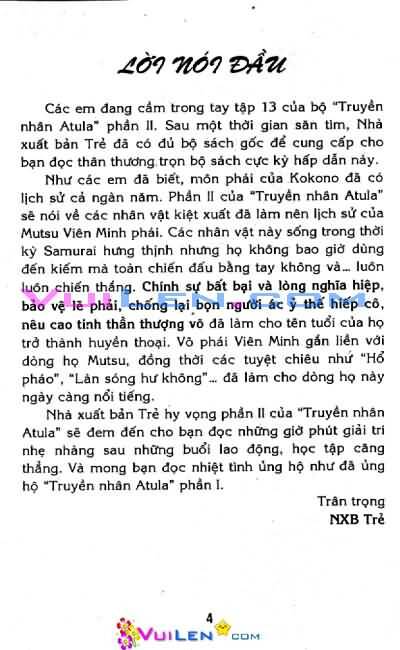 LỜI NÓI ĐẦU
Các em đang cầm trong tay tập 13 của bộ “Truyền
nhân Atula” phần II. Sau một thời gian săn tìm, Nhà
xuất bản Trẻ đã có đủ bộ sách gốc để cung cấp cho
bạn đọc thân thương trọn bộ sách cực kỳ hấp dẫn này.
Như các em đã biết, môn phái của Kokono đã có
lịch sử cả ngàn năm. Phần II của “Truyền nhân Atula”
sẽ nói về các nhân vật kiệt xuất đã làm nên lịch sử của
Mutsu Viên Minh phái. Các nhân vật này sống trong thời
kỳ Samurai hưng thịnh nhưng họ không bao giờ dùng
đến kiếm mà toàn chiến đấu bằng tay không và... luôn
luôn chiến thắng. Chính sự bất bại và lòng nghĩa hiệp,
bảo vệ lẽ phải, chống lại bọn người ác ỷ thế hiếp cô,
nêu cao tinh thần thượng võ đã làm cho tên tuổi của họ
trở thành huyền thoại. Võ phái Viên Minh gắn liền với
dòng họ Mutsu, đồng thời các tuyệt chiêu như “Hổ
pháo”, “Làn sóng hư không”... đã làm cho dòng họ này
ngày càng nổi tiếng.
Nhà xuất bản Trẻ hy vọng phần II của “Truyền nhân
Atula” sẽ đem đến cho bạn đọc những giờ phút giải trí
nhẹ nhàng sau những buổi lao động, học tập căng
thẳng. Và mong bạn đọc nhiệt tình ủng hộ như đã ủng
hộ “Truyền nhân Atula” phần I.
Trân trọng
NXB Trẻ
VUILEN.COM
4
VUILEN.COM